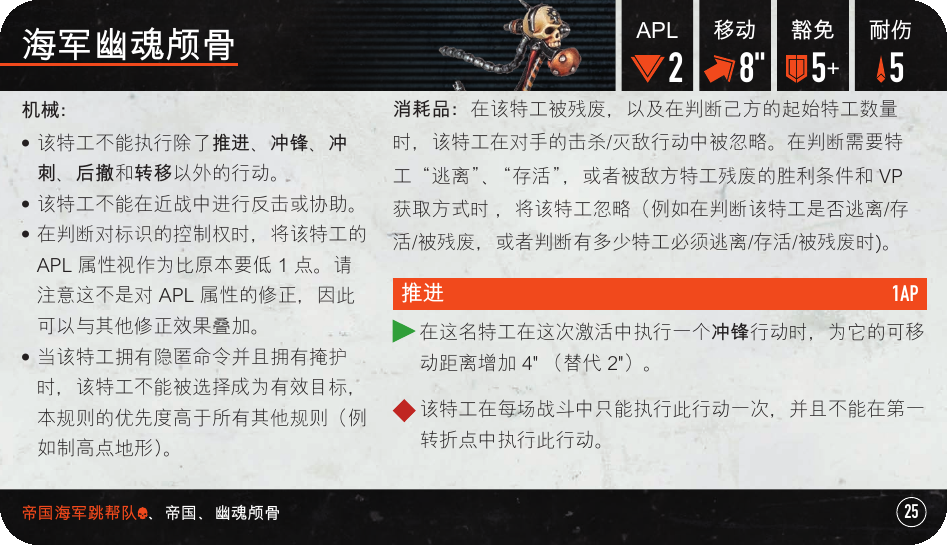 海军幽魂颅骨
APL
2
移动
8"
豁免
5+
耐伤
5
机械:
• 该特工不能执行除了推进、冲锋、冲
刺、后撤和转移以外的行动。
• 该特工不能在近战中进行反击或协助。
• 在判断对标识的控制权时，将该特工的
APL 属性视作为比原本要低 1 点。请
注意这不是对 APL 属性的修正，因此
可以与其他修正效果叠加。
• 当该特工拥有隐匿命令并且拥有掩护
时，该特工不能被选择成为有效目标，
本规则的优先度高于所有其他规则（例
如制高点地形）。
消耗品：在该特工被残废，以及在判断己方的起始特工数量
时，该特工在对手的击杀/灭敌行动中被忽略。在判断需要特
工“逃离”、“存活”，或者被敌方特工残废的胜利条件和 VP
获取方式时，将该特工忽略（例如在判断该特工是否逃离/存
活/被残废，或者判断有多少特工必须逃离/存活/被残废时)。
推进 1AP
在这名特工在这次激活中执行一个冲锋行动时，为它的可移
动距离增加 4" （替代 2"）。
该特工在每场战斗中只能执行此行动一次，并且不能在第一
转折点中执行此行动。
帝国海军跳帮队、帝国、幽魂颅骨
25